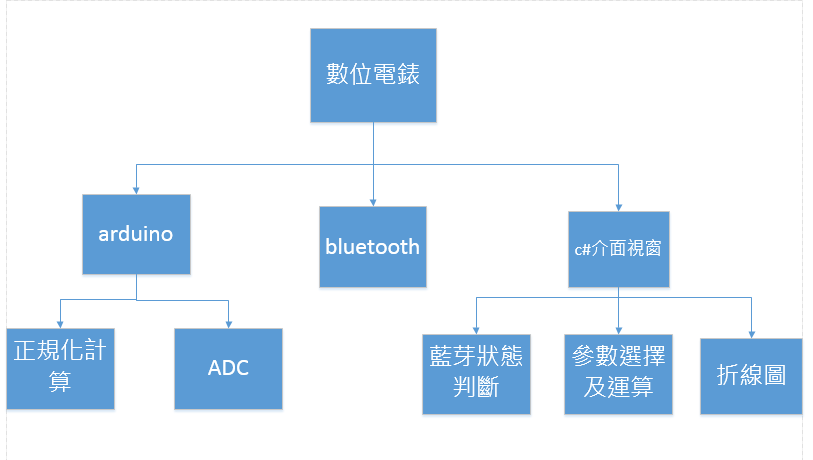 數位電錶
arduino
bluetooth
c#介面視窗
正規化計
算
ADC
藍芽狀態
判斷
參數選擇
及運算
折線圖